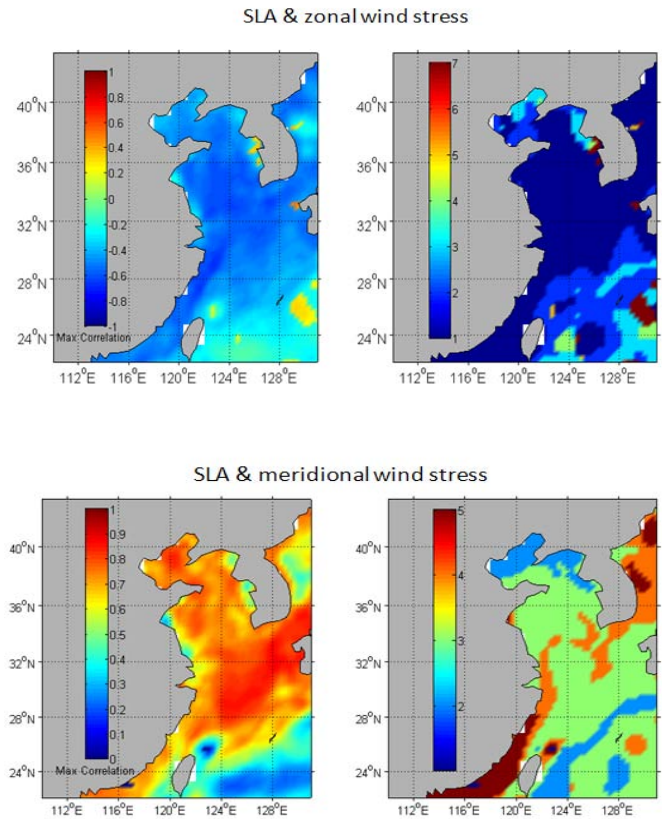 SLA & zonal wind stress
40°N
36°N
32°N
28°N
24°N
1
0.8
0.6
0.4
0.2
0
-0.2
-0.4
-0.6
-0.8
-1
Max Correlation
112°E 116°E 120°E 124°E 128°E
40°N
36°N
32°N
28°N
24°N
7
6
5
4
3
2
1
112°E 116°E 120°E 124°E 128°E
SLA & meridional wind stress
40°N
36°N
32°N
28°N
24°N
1
0.9
0.8
0.7
0.6
0.5
0.4
0.3
0.2
0.1
0
Max Correlation
112°E 116°E 120°E 124°E 128°E
40°N
36°N
32°N
28°N
24°N
5
4
3
2
112°E 116°E 120°E 124°E 128°E